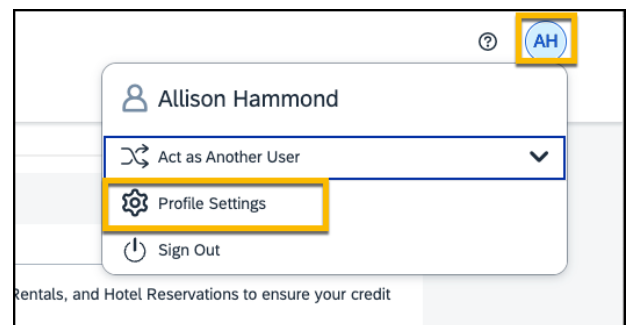 AH
Allison Hammond
Act as Another User
Profile Settings
Sign Out
Rentals, and Hotel Reservations to ensure your credit